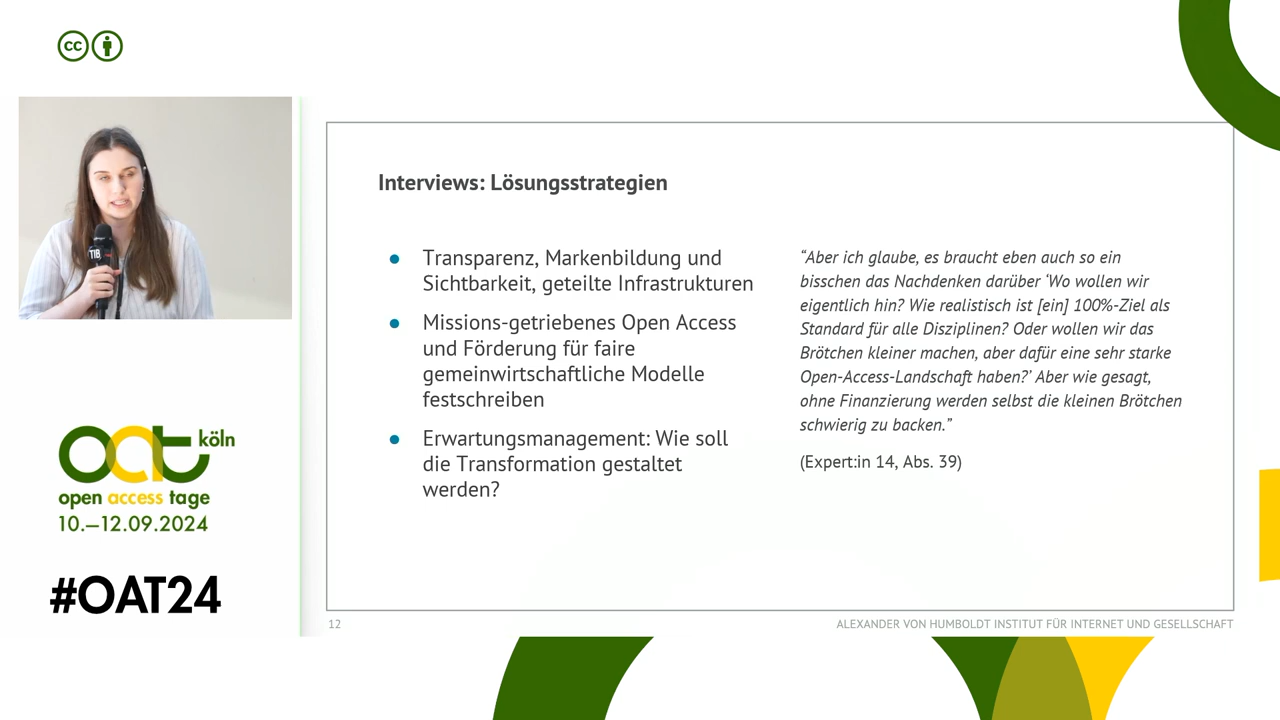 cc
TIB
oat köln
open access tage
10.–12.09.2024
#OAT24
Interviews: Lösungsstrategien
● Transparenz, Markenbildung und
Sichtbarkeit, geteilte Infrastrukturen
● Missions-getriebenes Open Access
und Förderung für faire
gemeinwirtschaftliche Modelle
festschreiben
● Erwartungsmanagement: Wie soll
die Transformation gestaltet
werden?
“Aber ich glaube, es braucht eben auch so ein
bisschen das Nachdenken darüber ‘Wo wollen wir
eigentlich hin? Wie realistisch ist [ein] 100%-Ziel als
Standard für alle Disziplinen? Oder wollen wir das
Brötchen kleiner machen, aber dafür eine sehr starke
Open-Access-Landschaft haben?’ Aber wie gesagt,
ohne Finanzierung werden selbst die kleinen Brötchen
schwierig zu backen.”
(Expert:in 14, Abs. 39)
12
ALEXANDER VON HUMBOLDT INSTITUT FÜR INTERNET UND GESELLSCHAFT